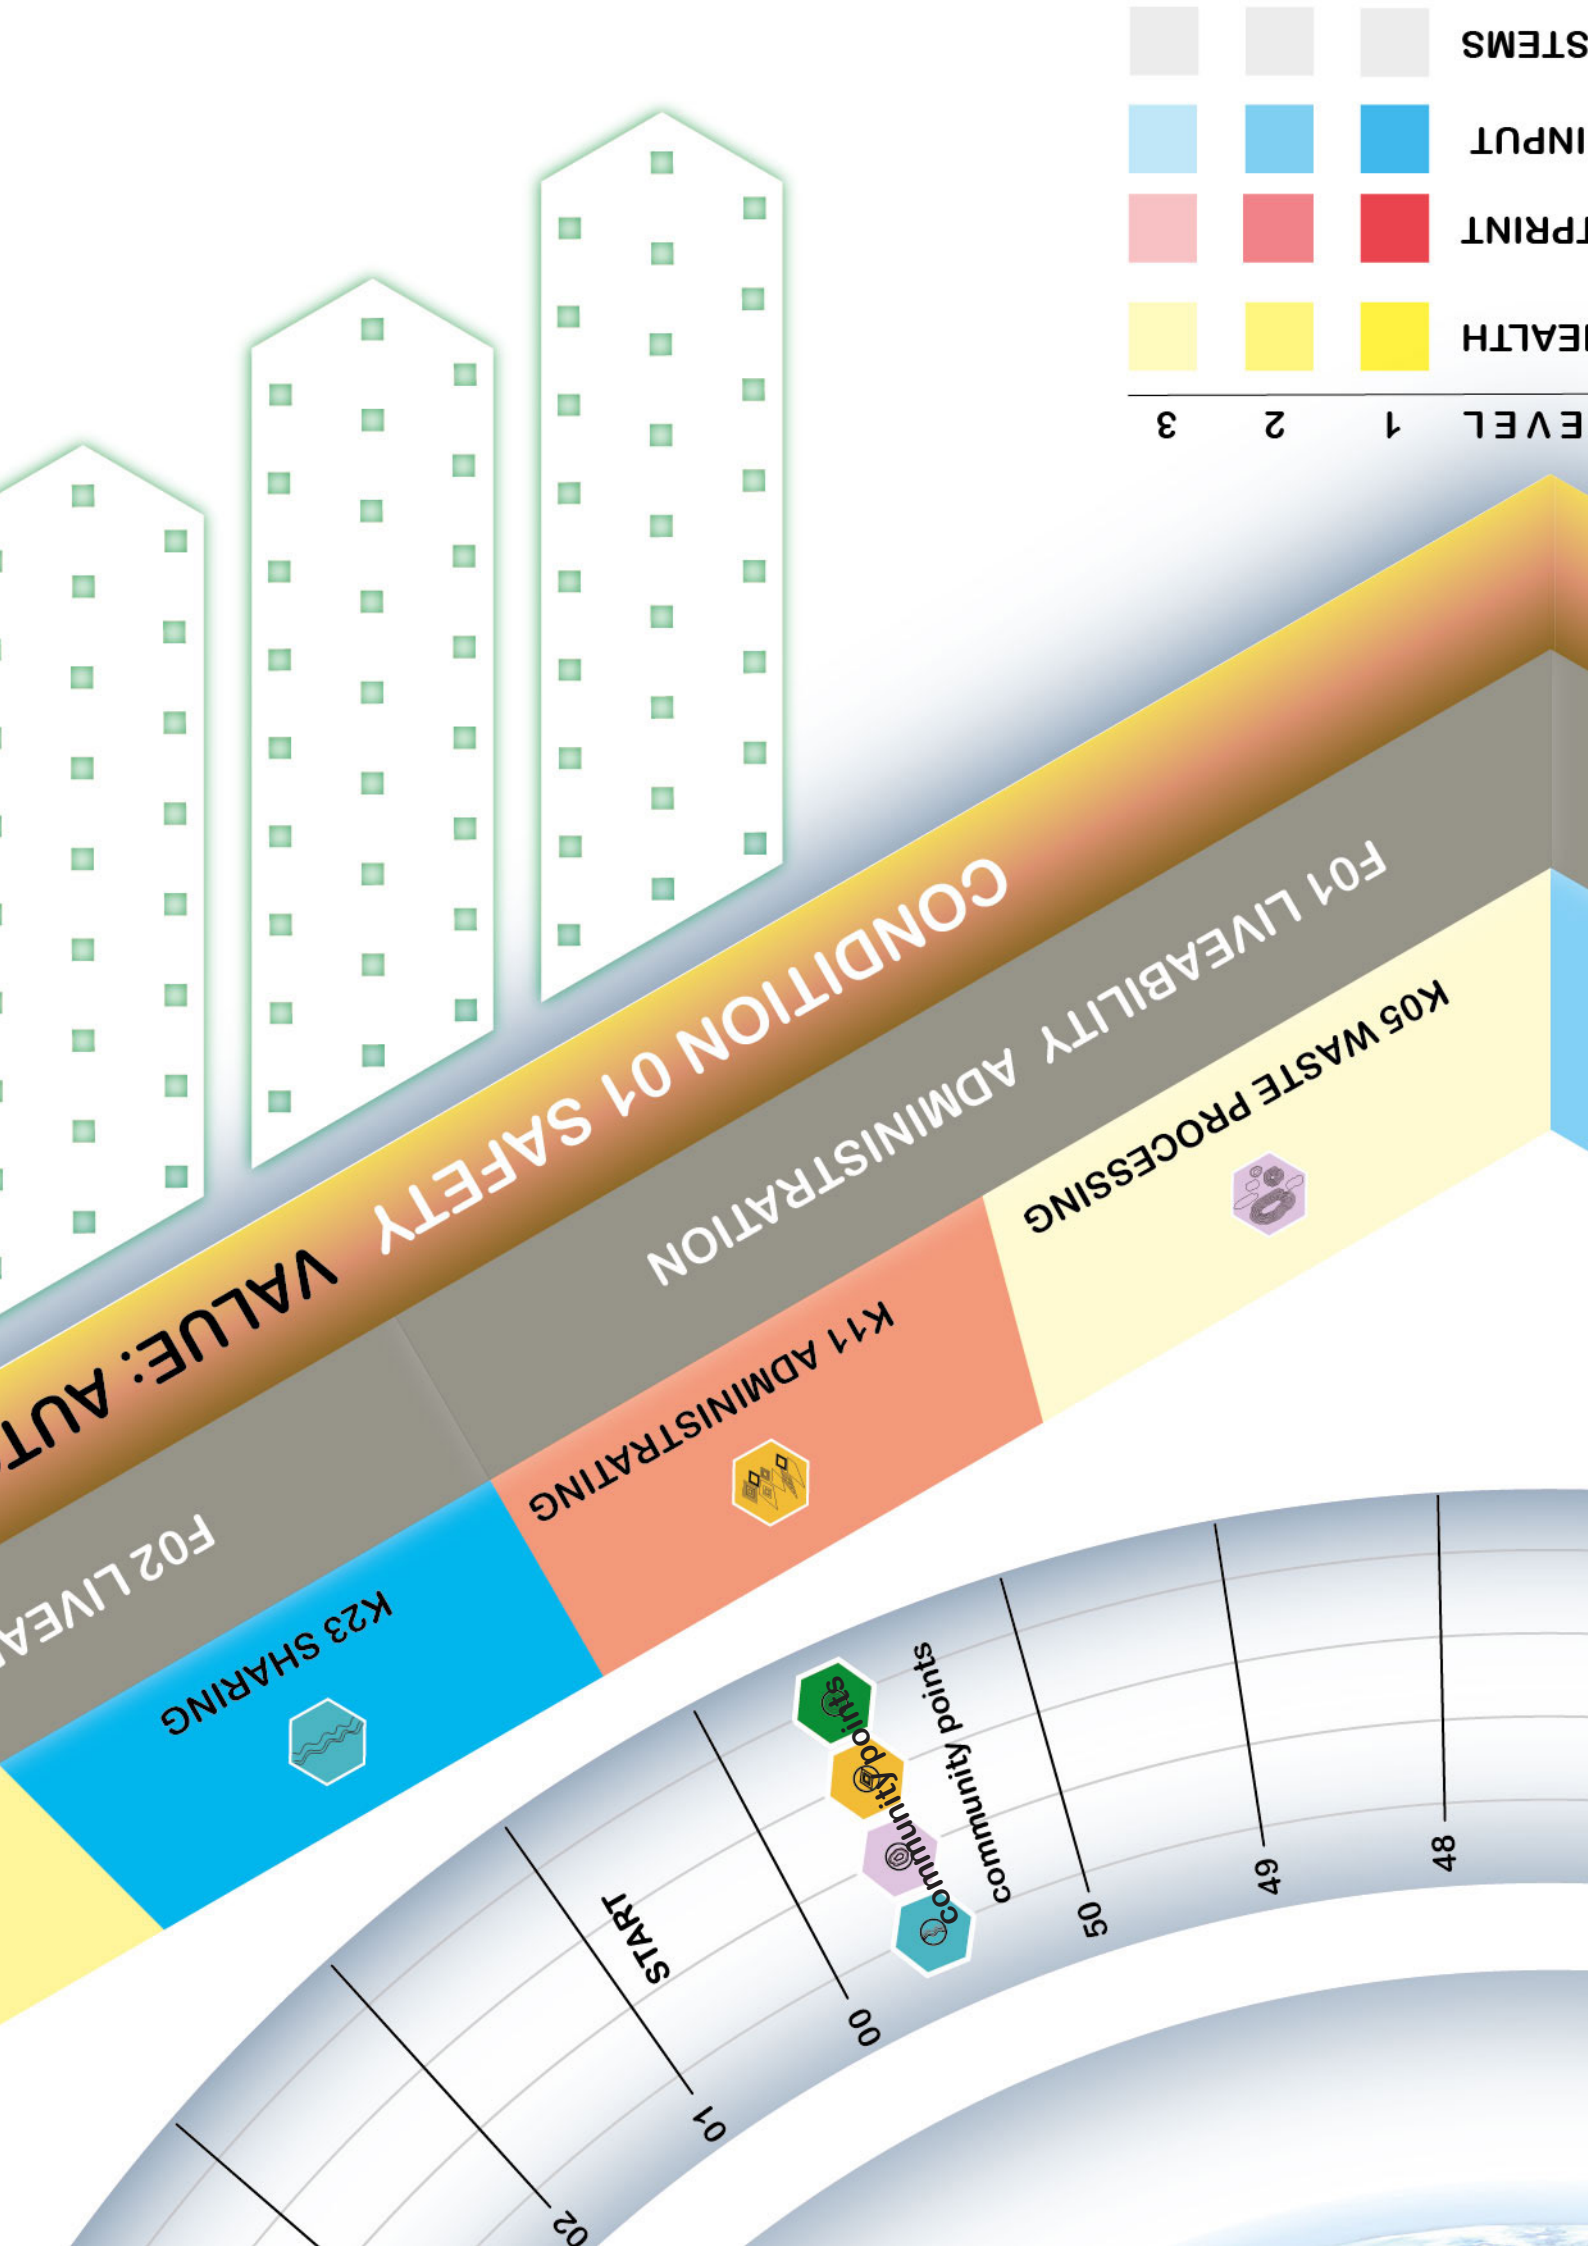 STEMS
INPUT
TPRINT
HEALTH
EVEL 1 2 3
CONDITION 01 SAFETY VALUE: AUT
F01 LIVEABILITY ADMINISTRATION
F02 LIVEA
K05 WASTE PROCESSING
K11 ADMINISTRATING
K23 SHARING
community points
community points
START
48
49
50
00
01
02